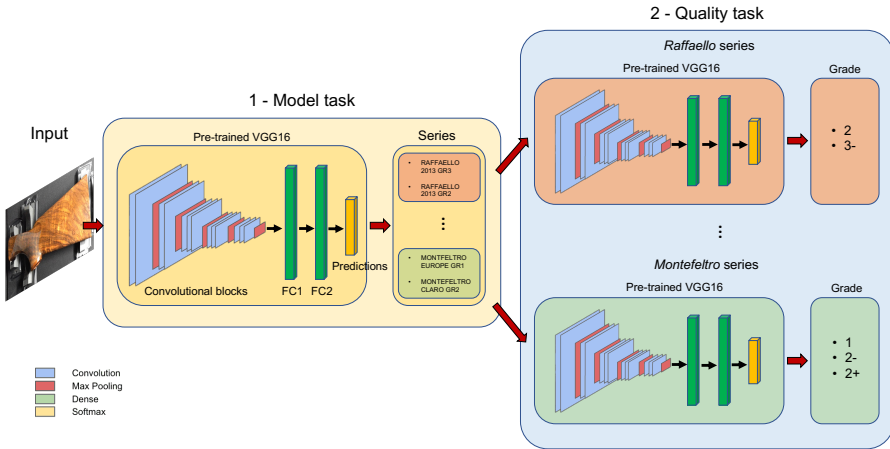 2 - Quality task
Raffaello series
Pre-trained VGG16
Grade
1 - Model task
Input
Pre-trained VGG16
Series
• 2
• 3-
• RAFFAELLO
2013 GR3
• RAFFAELLO
2013 GR2
...
...
Montefeltro series
• MONTFELTRO
EUROPE GR1
• MONTEFELTRO
CLARO GR2
Predictions
Convolutional blocks
FC1
FC2
Pre-trained VGG16
Grade
• 1
• 2-
• 2+
Convolution
Max Pooling
Dense
Softmax